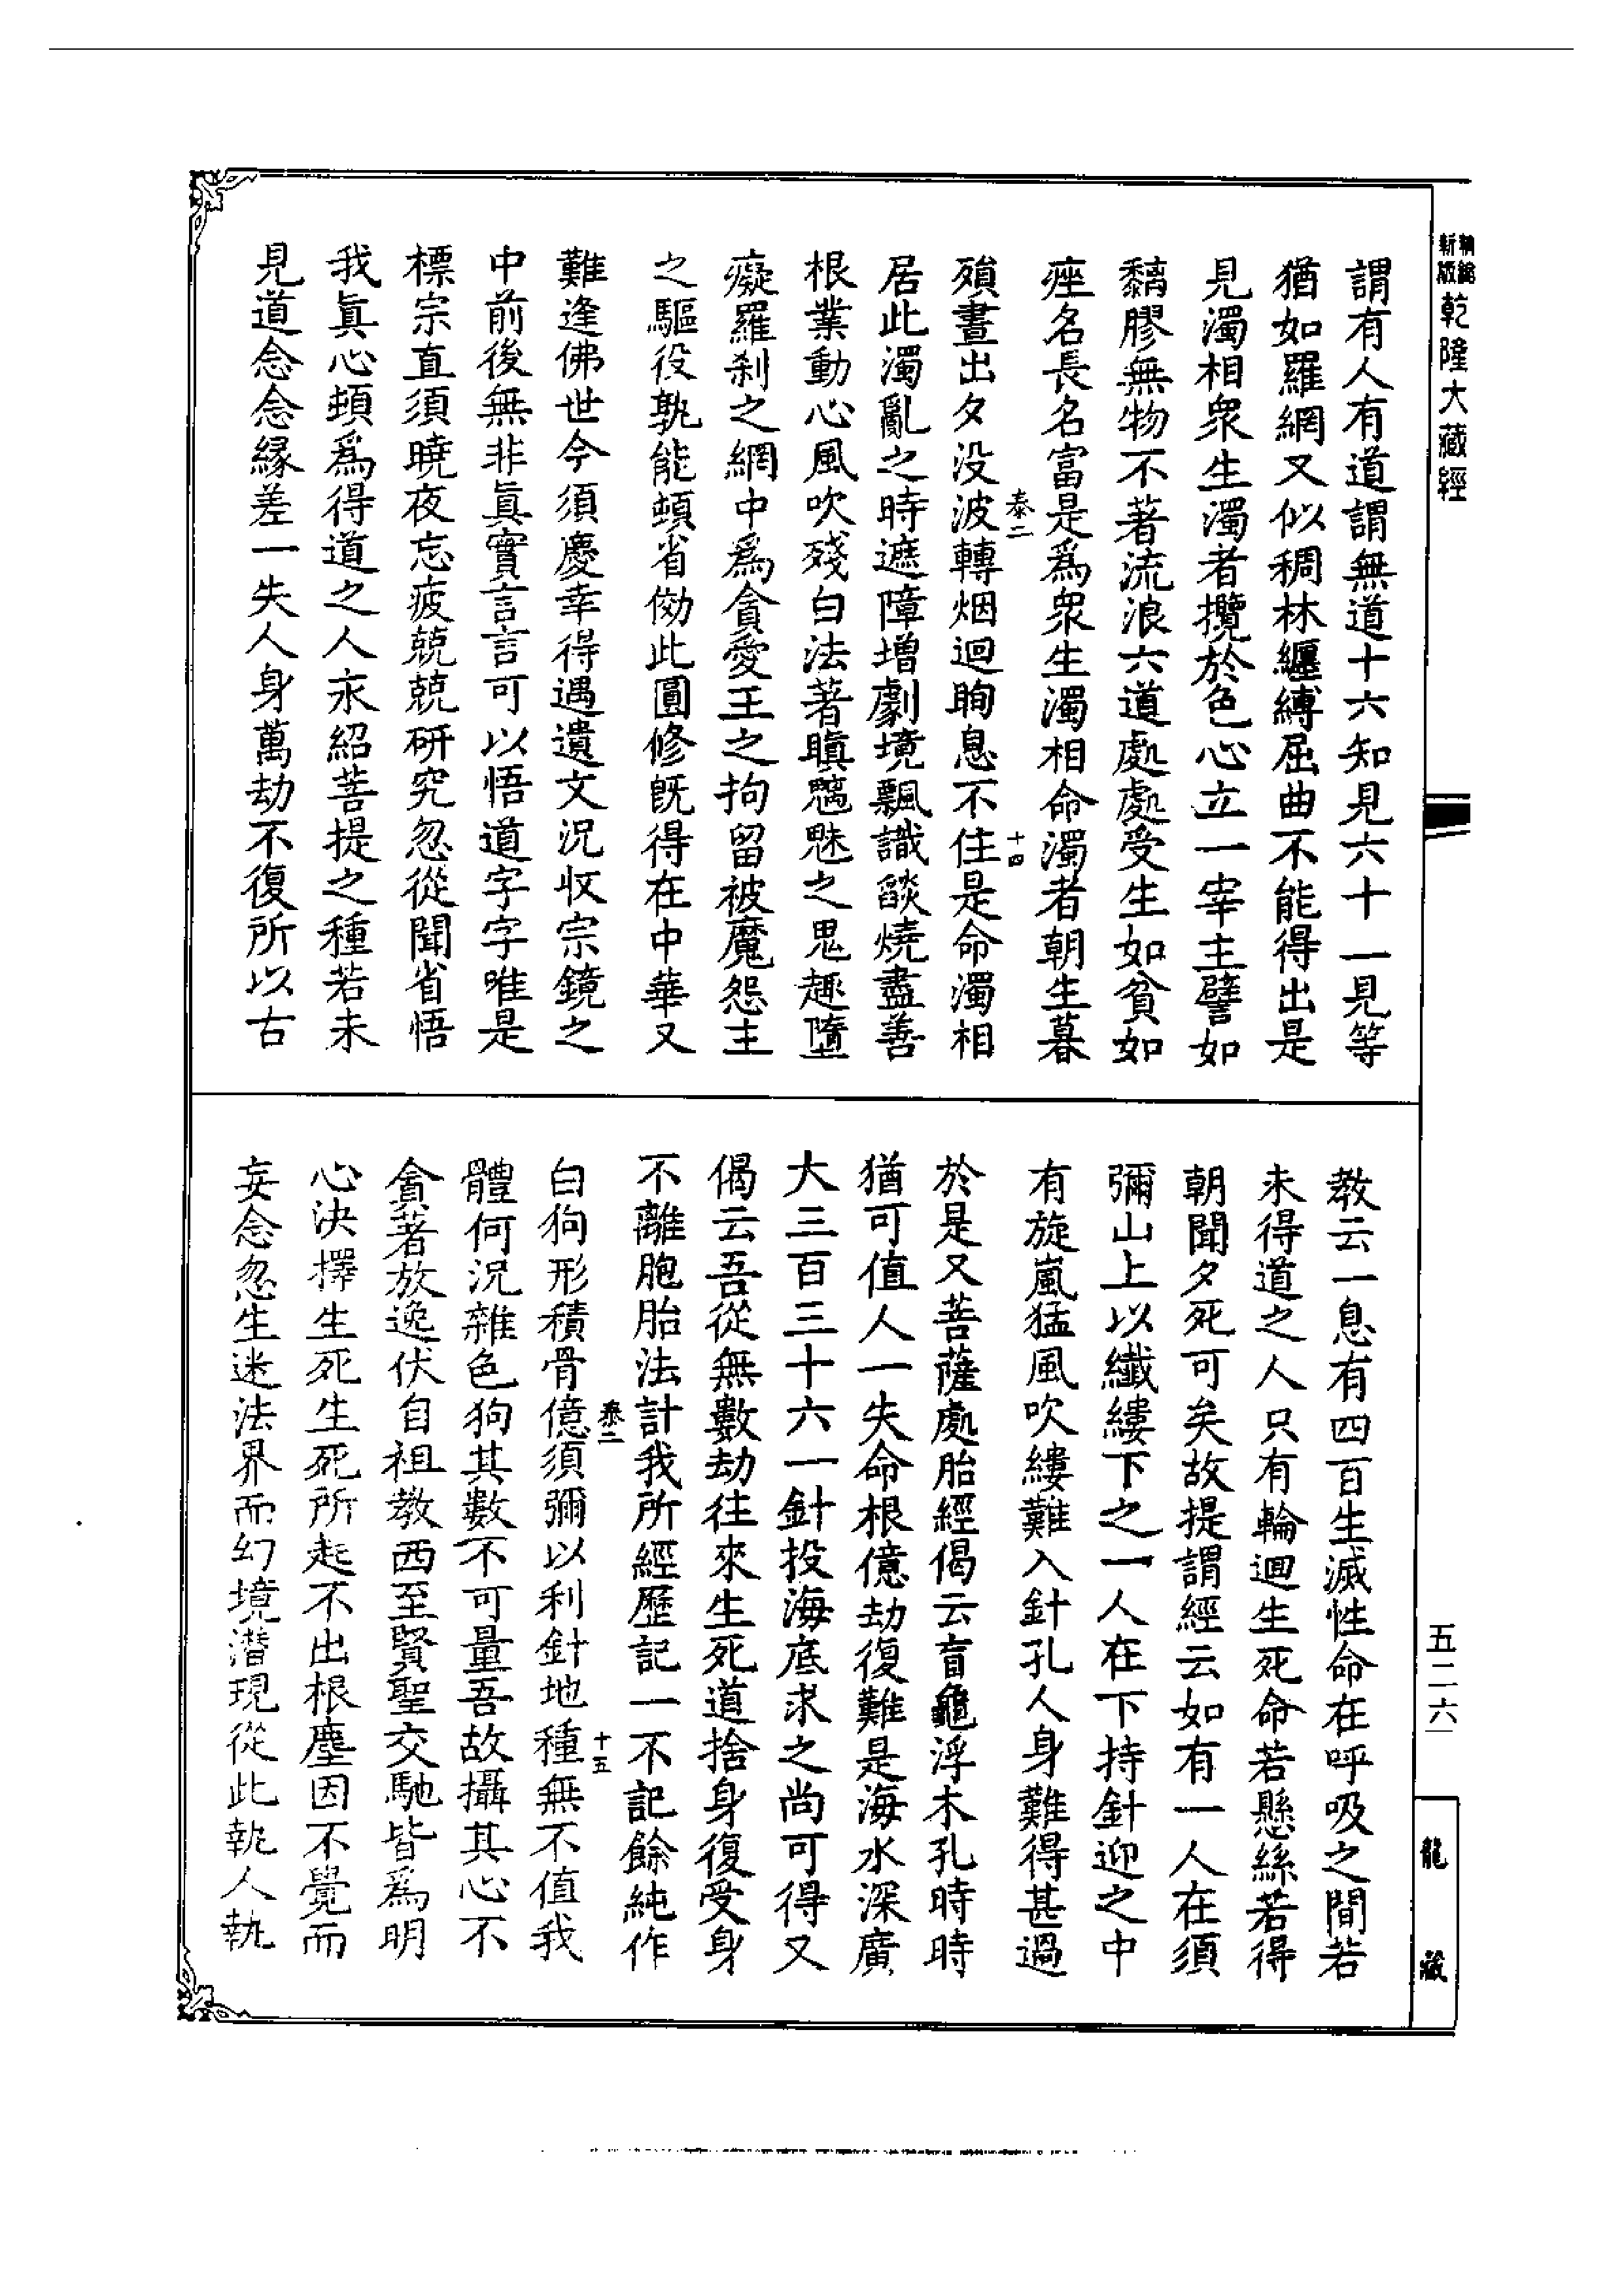 乾隆大藏經
謂有人有道謂無道十六知見六十一見等
猶如羅網又似稠林纏縛屈曲不能得出是
見濁相衆生濁者攬於色心立一宰主譬如
黐膠無物不著流浪六道處處受生如貧如
痤名長名富是爲衆生濁相命濁者朝生暮
殞晝出夕没波轉烟迴眴息不住是命濁相
泰二
十四
居此濁亂之時遮障增劇境飄識燄燒盡善
根業動心風吹殘白法著瞋魑魅之鬼趣墮
癡羅刹之網中爲貪愛王之拘留被魔怨主
之驅役孰能頓省俲此圓修旣得在中華又
難逢佛世今須慶幸得遇遺文況收宗鏡之
中前後無非眞實言言可以悟道字字唯是
標宗直須曉夜忘疲兢兢研究忽從聞省悟
我眞心頓爲得道之人永紹菩提之種若未
見道念念緣差一失人身萬劫不復所以古
教云一息有四百生滅性命在呼吸之間若
未得道之人只有輪迴生死命若懸絲若得
朝聞夕死可矣故提謂經云如有一人在須
彌山上以纖縷下之一人在下持針迎之中
有旋嵐猛風吹縷難入針孔人身難得甚過
於是又菩薩處胎經偈云盲龜浮木孔時時
猶可值人一失命根億劫復難是海水深廣
大三百三十六一針投海底求之尚可得又
偈云吾從無數劫往來生死道捨身復受身
不離胞胎法計我所經歷記一不記餘純作
泰二
十五
白狗形積骨億須彌以利針地種無不值我
體何況雜色狗其數不可量吾故攝其心不
貪著放逸伏自祖教西至賢聖交馳皆爲明
心決擇生死生死所起不出根塵因不覺而
妄念忽生迷法界而幻境潛現從此執人執
五二六
龍藏